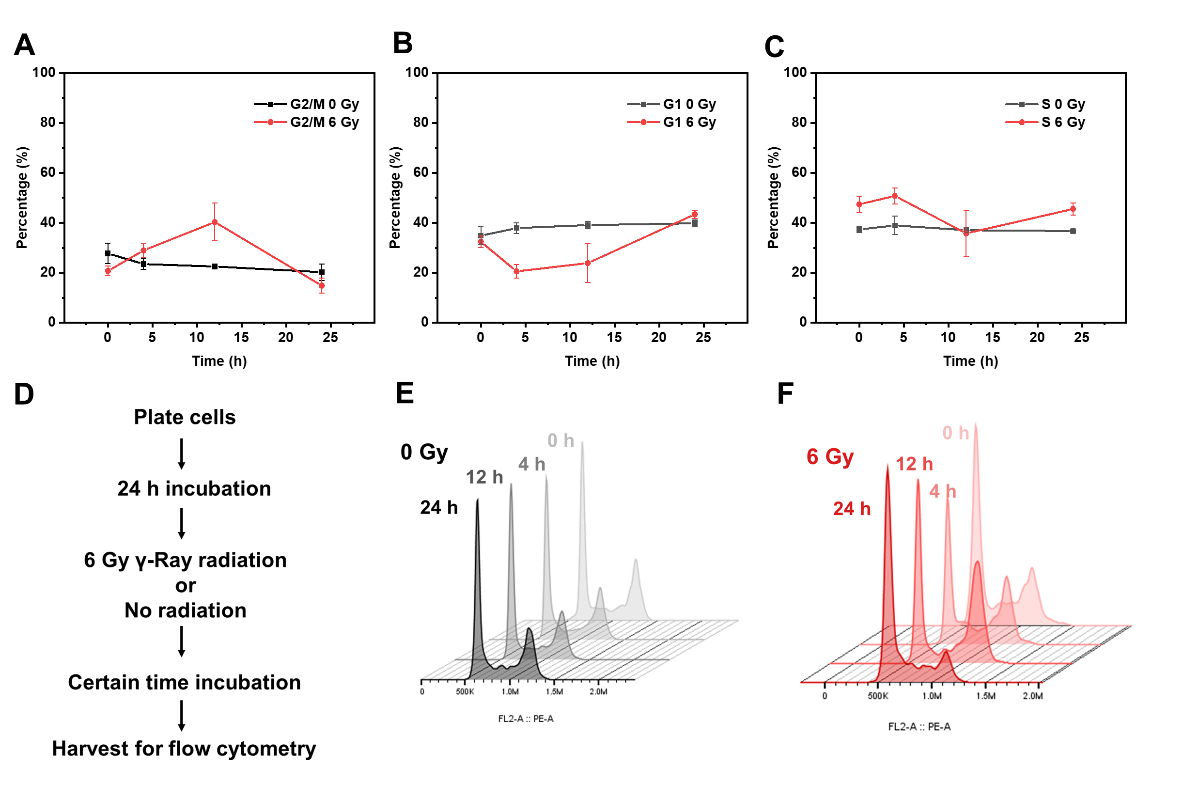 A
B
C
100
80
60
40
20
0
Percentage (%)
G2/M 0 Gy
G2/M 6 Gy
0 5 10 15 20 25
Time (h)
100
80
60
40
20
0
Percentage (%)
G1 0 Gy
G1 6 Gy
0 5 10 15 20 25
Time (h)
100
80
60
40
20
0
Percentage (%)
S 0 Gy
S 6 Gy
0 5 10 15 20 25
Time (h)
D
Plate cells
24 h incubation
6 Gy γ-Ray radiation
or
No radiation
Certain time incubation
Harvest for flow cytometry
E
0 Gy
0 h
4 h
12 h
24 h
0 500K 1.0M 1.5M 2.0M
FL2-A :: PE-A
F
6 Gy
0 h
12 h
4 h
24 h
0 500K 1.0M 1.5M 2.0M
FL2-A :: PE-A